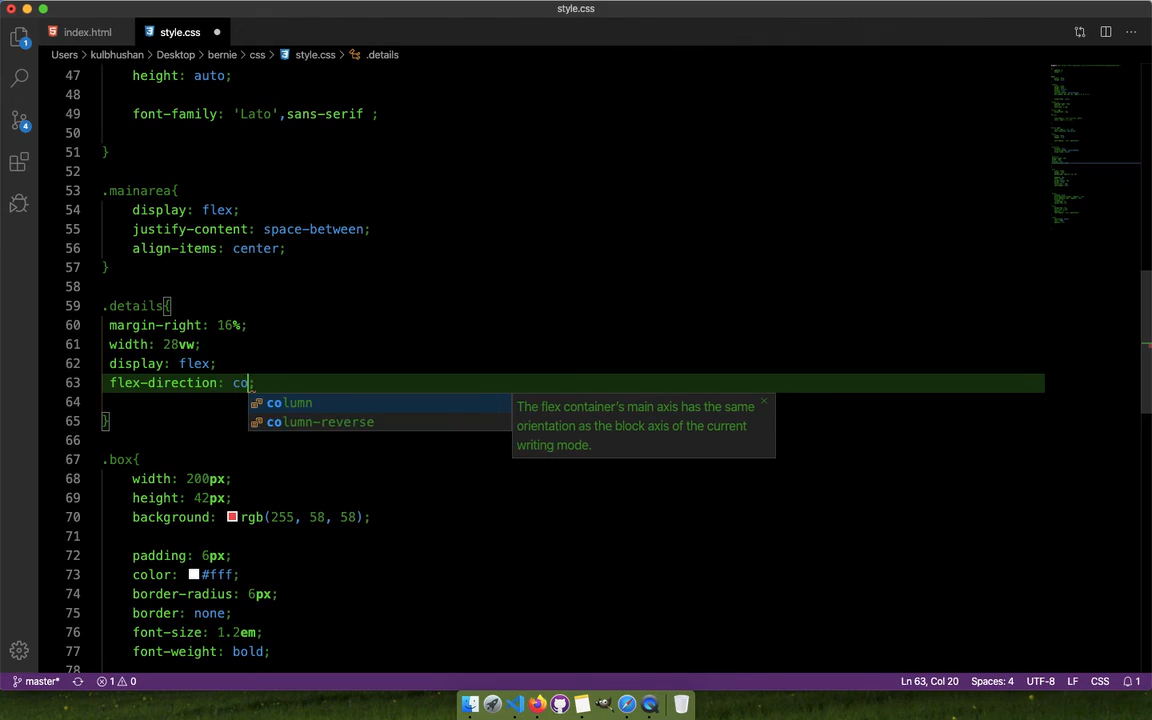 style.css
index.html
style.css
Users > kulbhushan > Desktop > bernie > css > style.css > .details
47 height: auto;
48
49 font-family: 'Lato',sans-serif ;
50
51 }
52
53 .mainarea{
54 display: flex;
55 justify-content: space-between;
56 align-items: center;
57 }
58
59 .details{
60 margin-right: 16%;
61 width: 28vw;
62 display: flex;
63 flex-direction: co;
64
65 }
column
column-reverse
The flex container's main axis has the same
orientation as the block axis of the current
writing mode.
66
67 .box{
68 width: 200px;
69 height: 42px;
70 background: rgb(255, 58, 58);
71
72 padding: 6px;
73 color: #fff;
74 border-radius: 6px;
75 border: none;
76 font-size: 1.2em;
77 font-weight: bold;
78
1
4
master* 1 0 Ln 63, Col 20 Spaces: 4 UTF-8 LF CSS 1